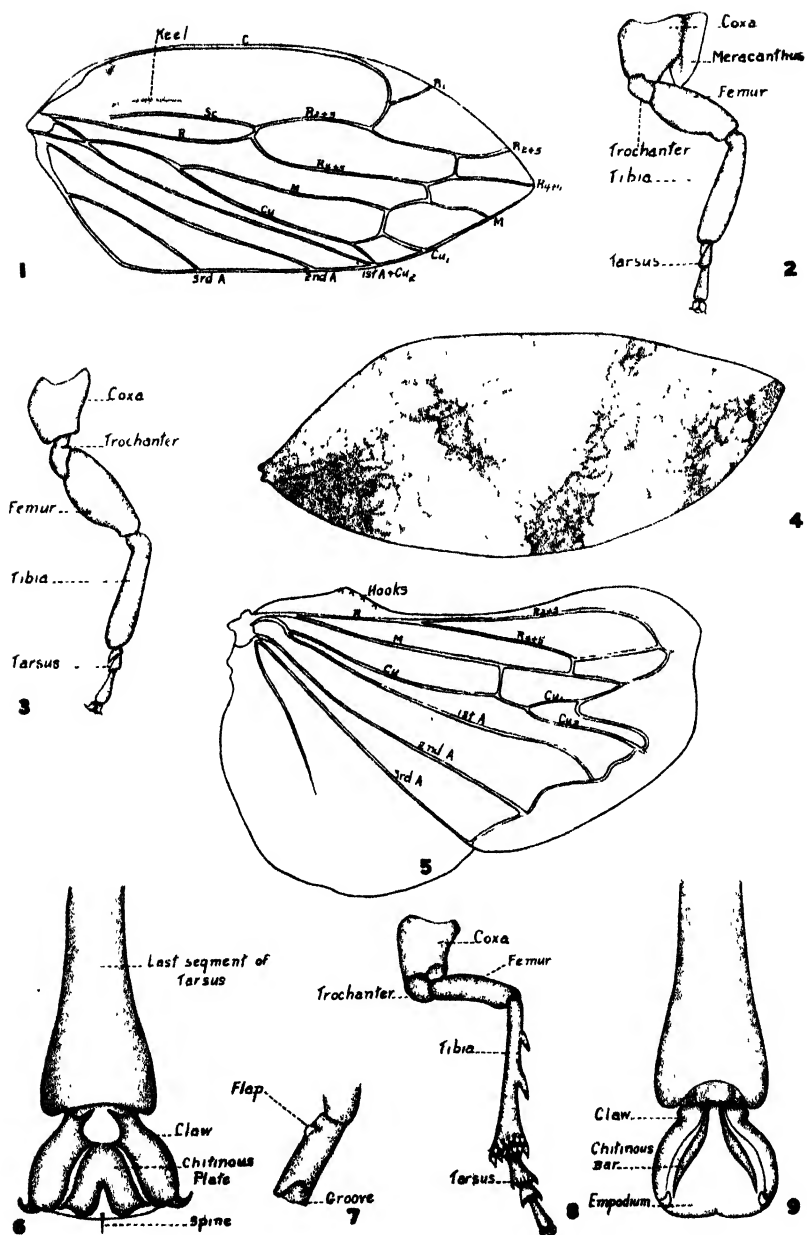 Keel
C
R₁
Sc
R₂₊₃
R
R₂₊₃
R₄₊₅
M
Cu
M
Cu₁
1st A+Cu₂
2nd A
3rd A
1
Coxa
Meracanthus
Femur
Trochanter
Tibia
Tarsus
2
Coxa
Trochanter
Femur
Tibia
Tarsus
3
4
Hooks
R
R₂₊₃
R₄₊₅
M
Cu
Cu₁
Cu₂
1st A
2nd A
3rd A
5
Last segment of
Tarsus
Claw
Chitinous
Plate
Spine
6
Flap
Groove
7
Coxa
Femur
Trochanter
Tibia
Tarsus
8
Claw
Chitinous
Bar
Empodium
9